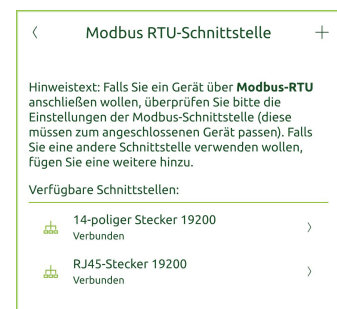 Modbus RTU-Schnittstelle
Hinweistext: Falls Sie ein Gerät über Modbus-RTU
anschließen wollen, überprüfen Sie bitte die
Einstellungen der Modbus-Schnittstelle (diese
müssen zum angeschlossenen Gerät passen). Falls
Sie eine andere Schnittstelle verwenden wollen,
fügen Sie eine weitere hinzu.
Verfügbare Schnittstellen:
14-poliger Stecker 19200
Verbunden
RJ45-Stecker 19200
Verbunden